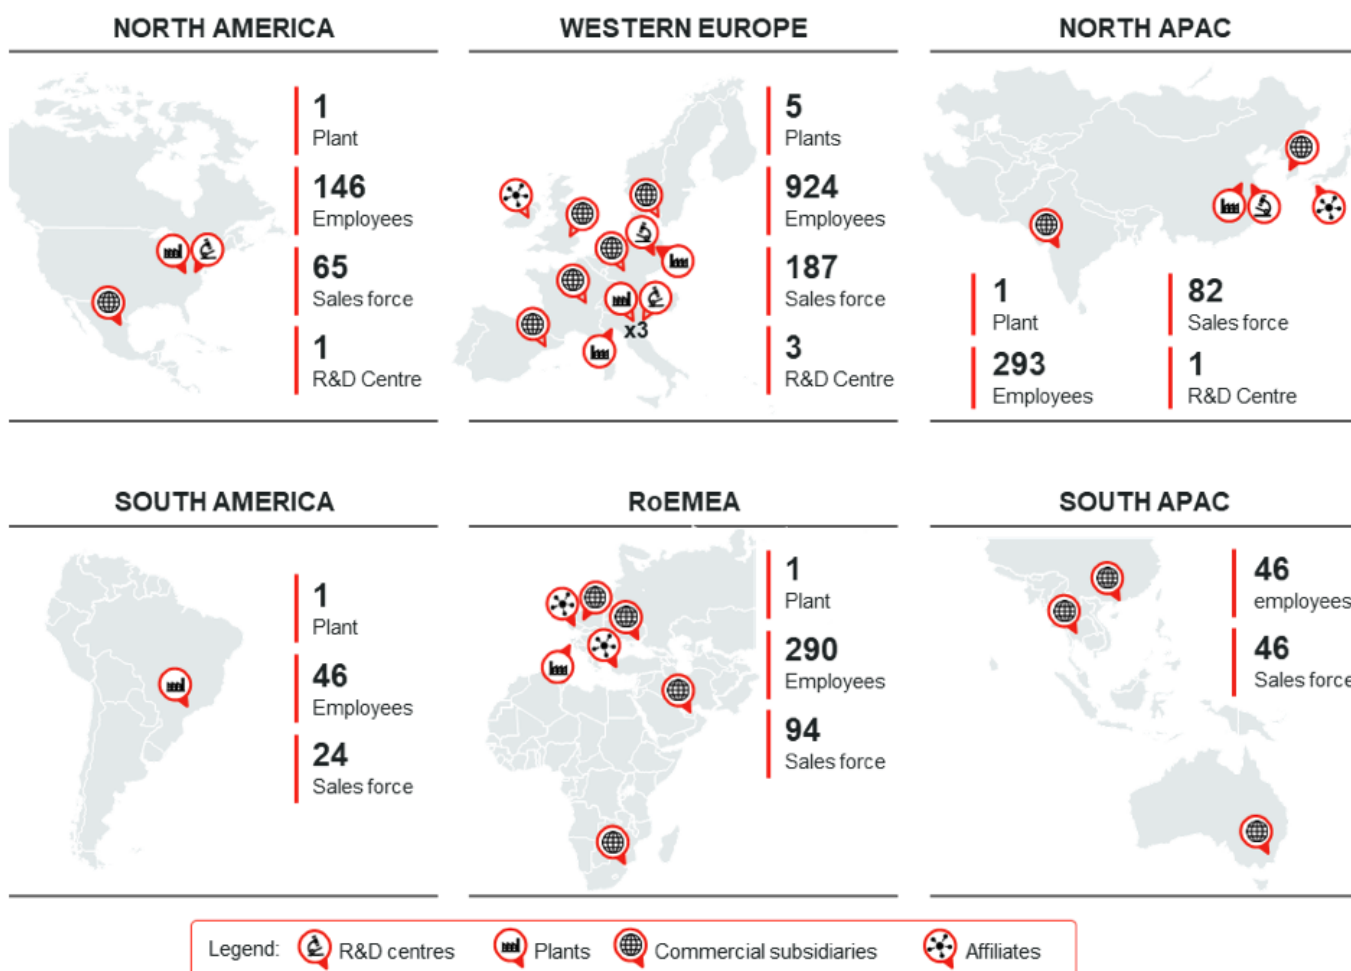 NORTH AMERICA
1
Plant
146
Employees
65
Sales force
1
R&D Centre
WESTERN EUROPE
x3
5
Plants
924
Employees
187
Sales force
3
R&D Centre
NORTH APAC
1
Plant
293
Employees
82
Sales force
1
R&D Centre
SOUTH AMERICA
1
Plant
46
Employees
24
Sales force
RoEMEA
1
Plant
290
Employees
94
Sales force
SOUTH APAC
46
employees
46
Sales force
Legend: R&D centres Plants Commercial subsidiaries Affiliates